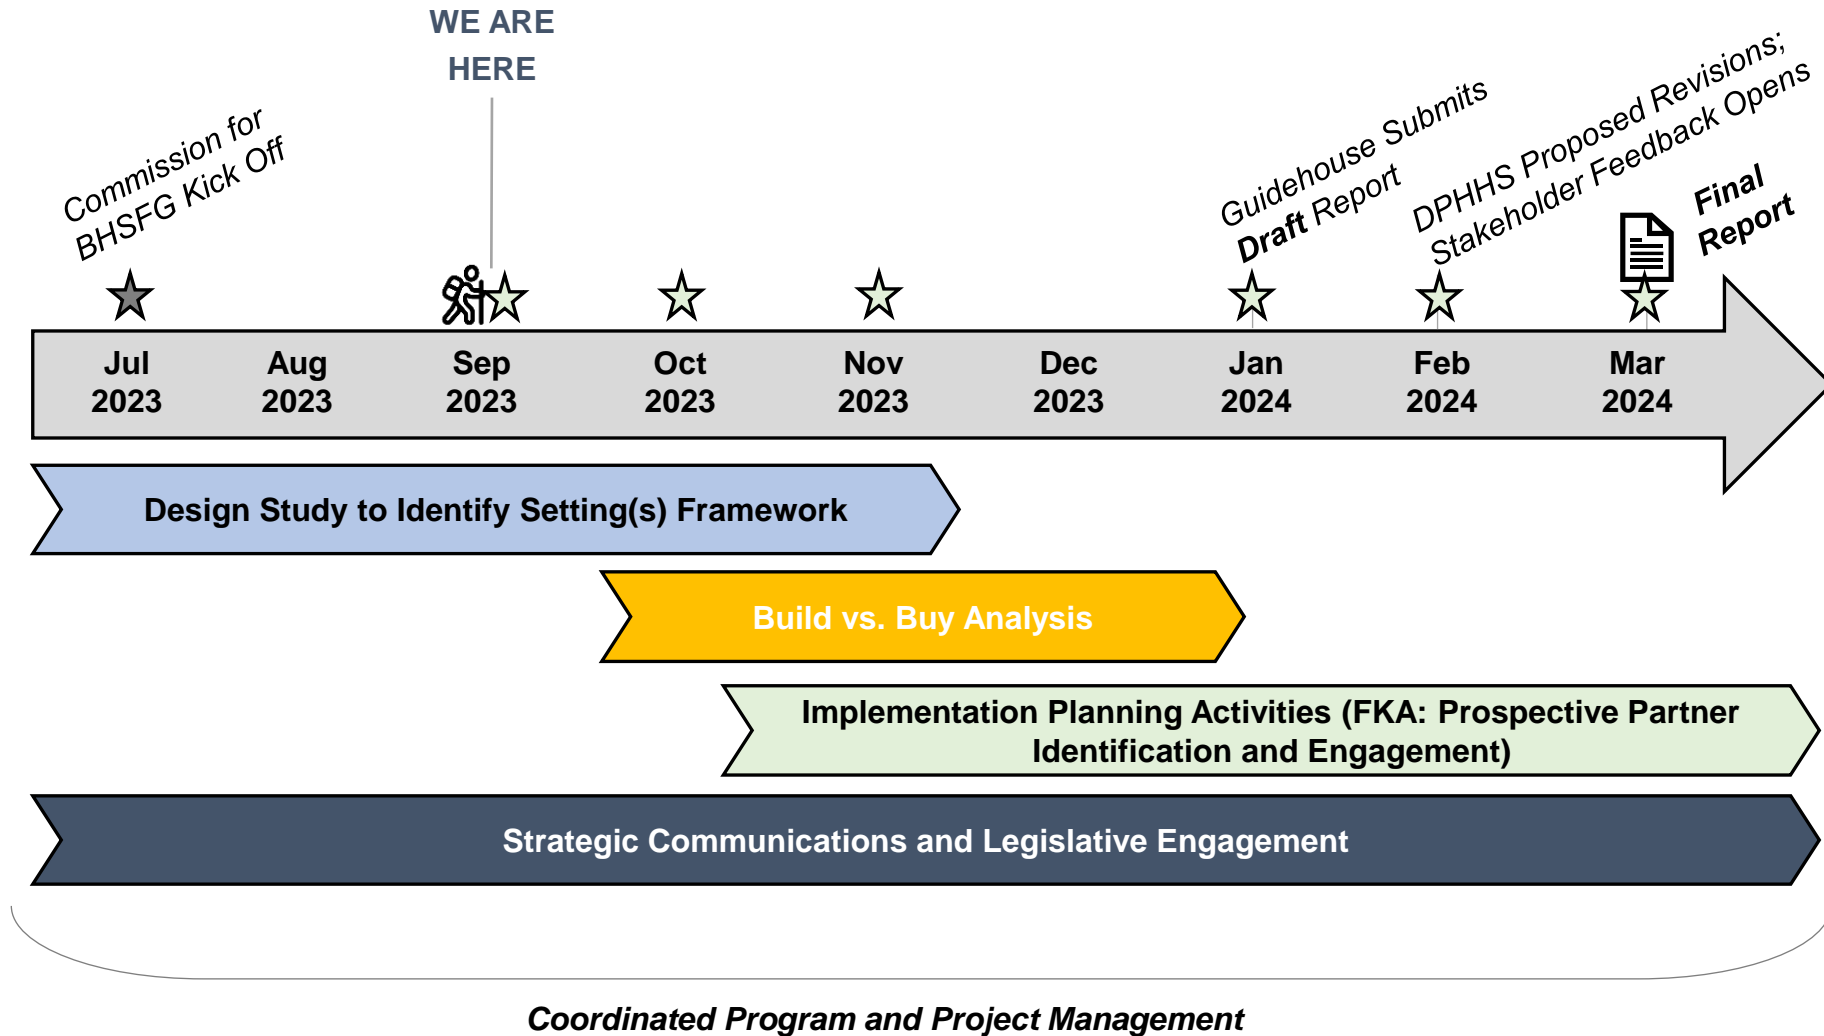 WE ARE
HERE
Commission for
BHSFG Kick Off
Guidehouse Submits
Draft Report
DPHHS Proposed Revisions;
Stakeholder Feedback Opens
Final
Report
Jul
2023
Aug
2023
Sep
2023
Oct
2023
Nov
2023
Dec
2023
Jan
2024
Feb
2024
Mar
2024
Design Study to Identify Setting(s) Framework
Build vs. Buy Analysis
Implementation Planning Activities (FKA: Prospective Partner
Identification and Engagement)
Strategic Communications and Legislative Engagement
Coordinated Program and Project Management